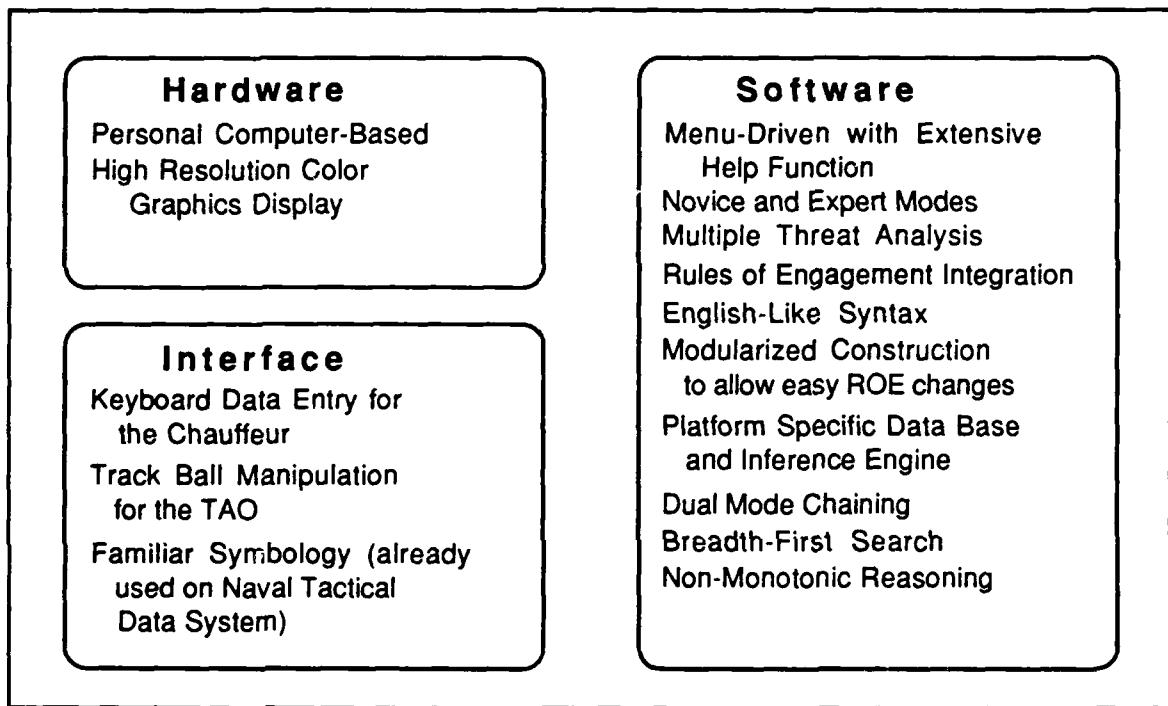 Hardware
Personal Computer-Based
High Resolution Color
Graphics Display
Interface
Keyboard Data Entry for
the Chauffeur
Track Ball Manipulation
for the TAO
Familiar Symbology (already
used on Naval Tactical
Data System)
Software
Menu-Driven with Extensive
Help Function
Novice and Expert Modes
Multiple Threat Analysis
Rules of Engagement Integration
English-Like Syntax
Modularized Construction
to allow easy ROE changes
Platform Specific Data Base
and Inference Engine
Dual Mode Chaining
Breadth-First Search
Non-Monotonic Reasoning